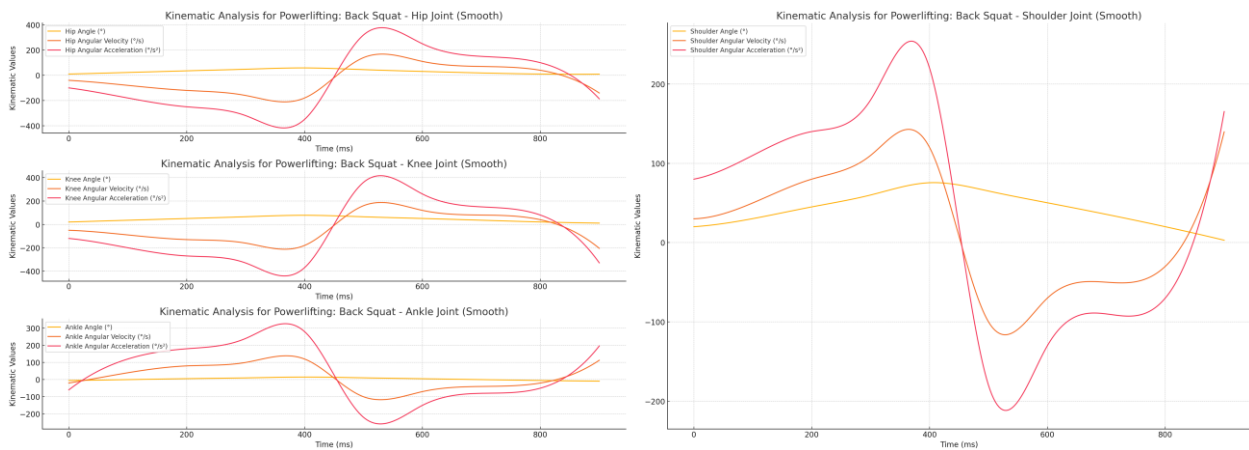 Kinematic Analysis for Powerlifting: Back Squat - Hip Joint (Smooth)
Hip Angle (°)
Hip Angular Velocity (°/s)
Hip Angular Acceleration (°/s²)
Kinematic Values
400
200
0
−200
−400
0 200 400 600 800
Time (ms)
Kinematic Analysis for Powerlifting: Back Squat - Knee Joint (Smooth)
Knee Angle (°)
Knee Angular Velocity (°/s)
Knee Angular Acceleration (°/s²)
Kinematic Values
400
200
0
−200
−400
0 200 400 600 800
Time (ms)
Kinematic Analysis for Powerlifting: Back Squat - Ankle Joint (Smooth)
Ankle Angle (°)
Ankle Angular Velocity (°/s)
Ankle Angular Acceleration (°/s²)
Kinematic Values
300
200
100
0
−100
−200
0 200 400 600 800
Time (ms)
Kinematic Analysis for Powerlifting: Back Squat - Shoulder Joint (Smooth)
Shoulder Angle (°)
Shoulder Angular Velocity (°/s)
Shoulder Angular Acceleration (°/s²)
Kinematic Values
200
100
0
−100
−200
0 200 400 600 800
Time (ms)